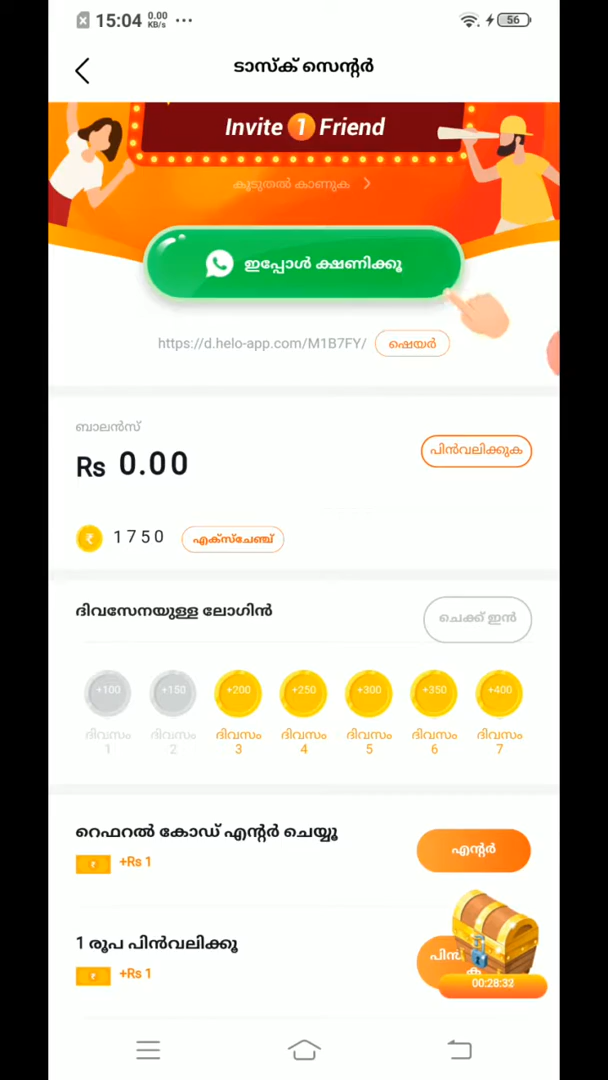 15:04 0.00 KB/s ...
56
ടാസ്ക് സെന്റർ
Invite 1 Friend
കൂടുതൽ കാണുക
ഇപ്പോൾ ക്ഷണിക്കൂ
https://d.helo-app.com/M1B7FY/ ഷെയർ
ബാലൻസ്
Rs 0.00
പിൻവലിക്കുക
₹ 1750 എക്സ്ചേഞ്ച്
ദിവസേനയുള്ള ലോഗിൻ
ചെക്ക് ഇൻ
+100 +150 +200 +250 +300 +350 +400
ദിവസം 1 ദിവസം 2 ദിവസം 3 ദിവസം 4 ദിവസം 5 ദിവസം 6 ദിവസം 7
റെഫറൽ കോഡ് എന്റർ ചെയ്യൂ
₹ +Rs 1
എന്റർ
1 രൂപ പിൻവലിക്കൂ
₹ +Rs 1